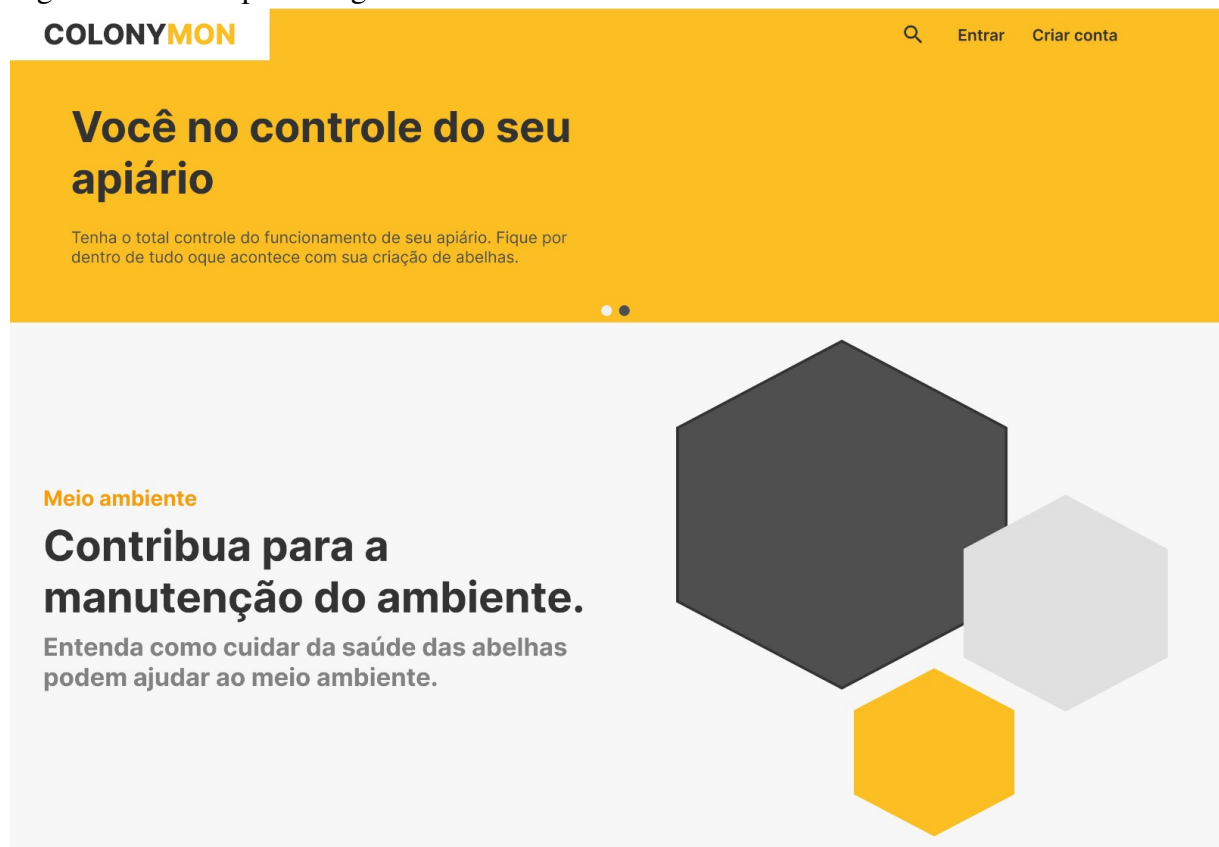 COLONYMON
Entrar
Criar conta
Você no controle do seu
apiário
Tenha o total controle do funcionamento de seu apiário. Fique por
dentro de tudo oque acontece com sua criação de abelhas.
Meio ambiente
Contribua para a
manutenção do ambiente.
Entenda como cuidar da saúde das abelhas
podem ajudar ao meio ambiente.